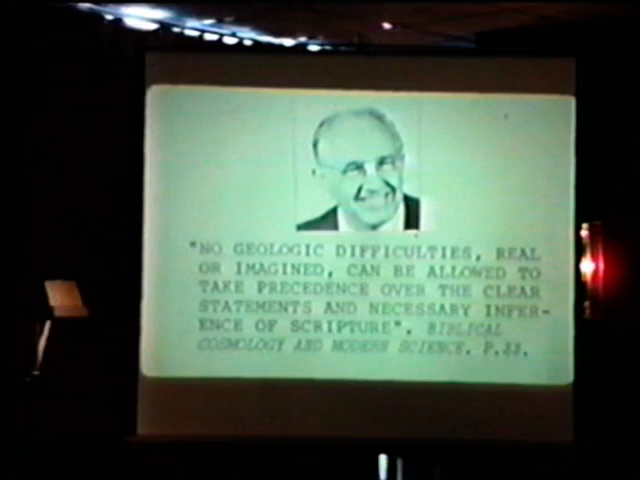 "NO GEOLOGIC DIFFICULTIES, REAL
OR IMAGINED, CAN BE ALLOWED TO
TAKE PRECEDENCE OVER THE CLEAR
STATEMENTS AND NECESSARY INFER-
ENCE OF SCRIPTURE". BIBLICAL
COSMOLOGY AND MODERN SCIENCE. P.33.